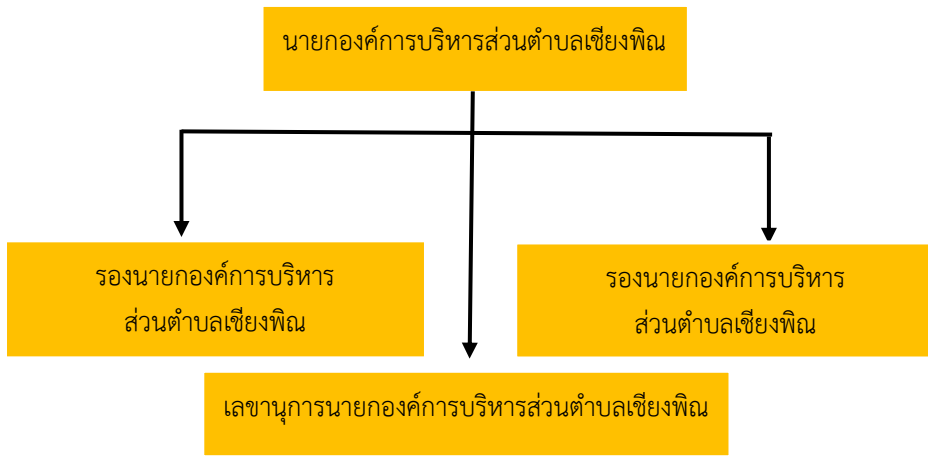 นายกองค์การบริหารส่วนตำบลเชียงพิณ
รองนายกองค์การบริหาร
ส่วนตำบลเชียงพิณ
รองนายกองค์การบริหาร
ส่วนตำบลเชียงพิณ
เลขานุการนายกองค์การบริหารส่วนตำบลเชียงพิณ